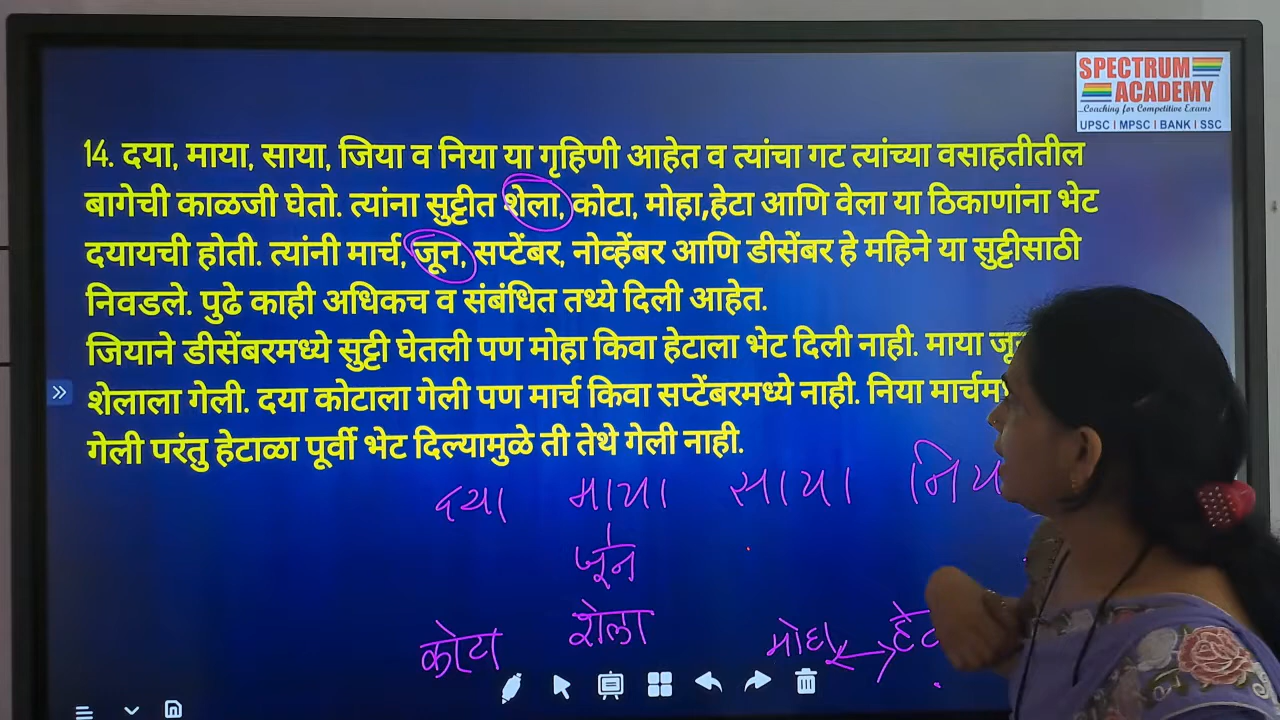 SPECTRUM
ACADEMY
...Coaching for Competitive Exams
UPSC | MPSC | BANK | SSC
14. दया, माया, साया, जिया व निया या गृहिणी आहेत व त्यांचा गट त्यांच्या वसाहतीतील
बागेची काळजी घेतो. त्यांना सुट्टीत शेला, कोटा, मोहा,हेटा आणि वेला या ठिकाणांना भेट
दयायची होती. त्यांनी मार्च, जून, सप्टेंबर, नोव्हेंबर आणि डीसेंबर हे महिने या सुट्टीसाठी
निवडले. पुढे काही अधिकच व संबंधित तथ्ये दिली आहेत.
जियाने डीसेंबरमध्ये सुट्टी घेतली पण मोहा किवा हेटाला भेट दिली नाही. माया
शेलाला गेली. दया कोटाला गेली पण मार्च किवा सप्टेंबरमध्ये नाही. निया
गेली परंतु हेटाळा पूर्वी भेट दिल्यामुळे ती तेथे गेली नाही.
दया माया साया
जून
कोटा शेला मोहा